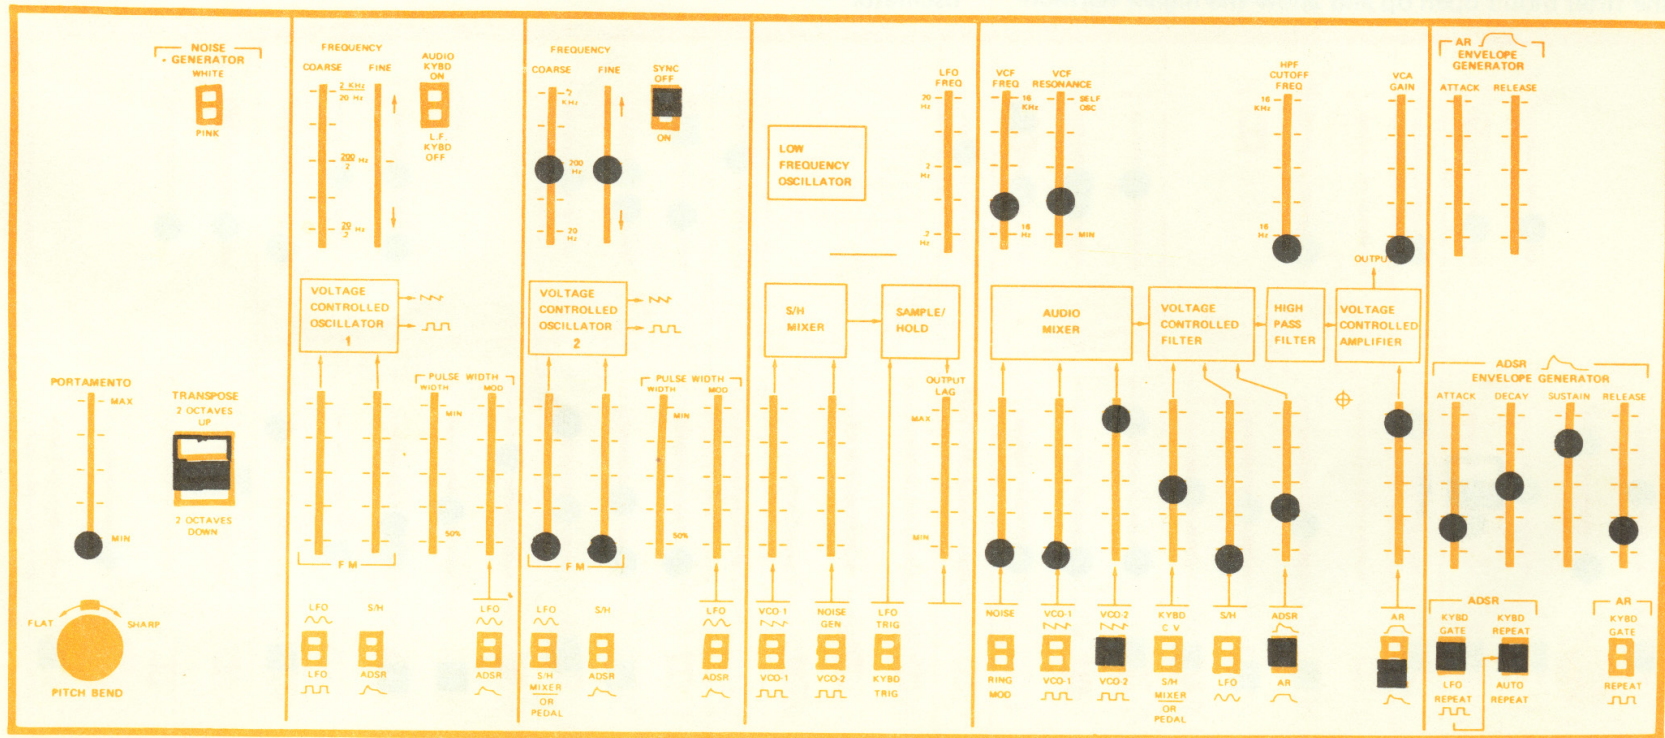 NOISE
GENERATOR
WHITE
PINK
PORTAMENTO
MAX
MIN
TRANSPOSE
2 OCTAVES
UP
2 OCTAVES
DOWN
FLAT
SHARP
PITCH BEND
FREQUENCY
COARSE
FINE
2 KHz
20 Hz
200 Hz
2
20 Hz
2
AUDIO
KYBD
ON
L.F.
KYBD
OFF
VOLTAGE
CONTROLLED
OSCILLATOR
1
PULSE WIDTH
WIDTH
MOD
MIN
50%
FM
LFO
S/H
LFO
LFO
ADSR
ADSR
FREQUENCY
COARSE
FINE
2
KHz
200
Hz
20
Hz
SYNC
OFF
ON
VOLTAGE
CONTROLLED
OSCILLATOR
2
PULSE WIDTH
WIDTH
MOD
MIN
50%
FM
LFO
S/H
LFO
S/H
MIXER
OR
PEDAL
ADSR
ADSR
LOW
FREQUENCY
OSCILLATOR
LFO
FREQ
20
Hz
2
Hz
.2
Hz
S/H
MIXER
SAMPLE/
HOLD
OUTPUT
LAG
MAX
MIN
VCO-1
NOISE
GEN
LFO
TRIG
VCO-1
VCO-2
KYBD
TRIG
VCF
FREQ
16
KHz
16
Hz
VCF
RESONANCE
SELF
OSC
MIN
HPF
CUTOFF
FREQ
16
KHz
16
Hz
VCA
GAIN
OUTPUT
AUDIO
MIXER
VOLTAGE
CONTROLLED
FILTER
HIGH
PASS
FILTER
VOLTAGE
CONTROLLED
AMPLIFIER
NOISE
VCO-1
VCO-2
KYBD
C V
S/H
ADSR
AR
RING
MOD
VCO-1
VCO-2
S/H
MIXER
OR
PEDAL
LFO
AR
AR
ENVELOPE
GENERATOR
ATTACK
RELEASE
ADSR
ENVELOPE GENERATOR
ATTACK
DECAY
SUSTAIN
RELEASE
ADSR
KYBD
GATE
KYBD
REPEAT
LFO
REPEAT
AUTO
REPEAT
AR
KYBD
GATE
REPEAT